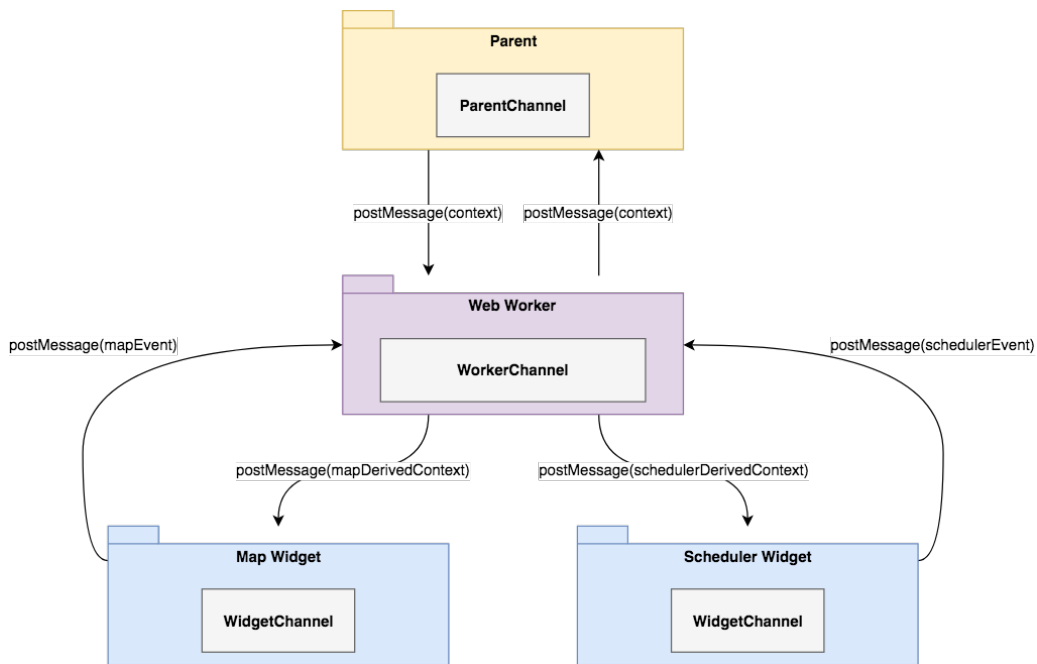 Parent
ParentChannel
postMessage(context)
postMessage(context)
Web Worker
WorkerChannel
postMessage(mapEvent)
postMessage(schedulerEvent)
postMessage(mapDerivedContext)
postMessage(schedulerDerivedContext)
Map Widget
WidgetChannel
Scheduler Widget
WidgetChannel